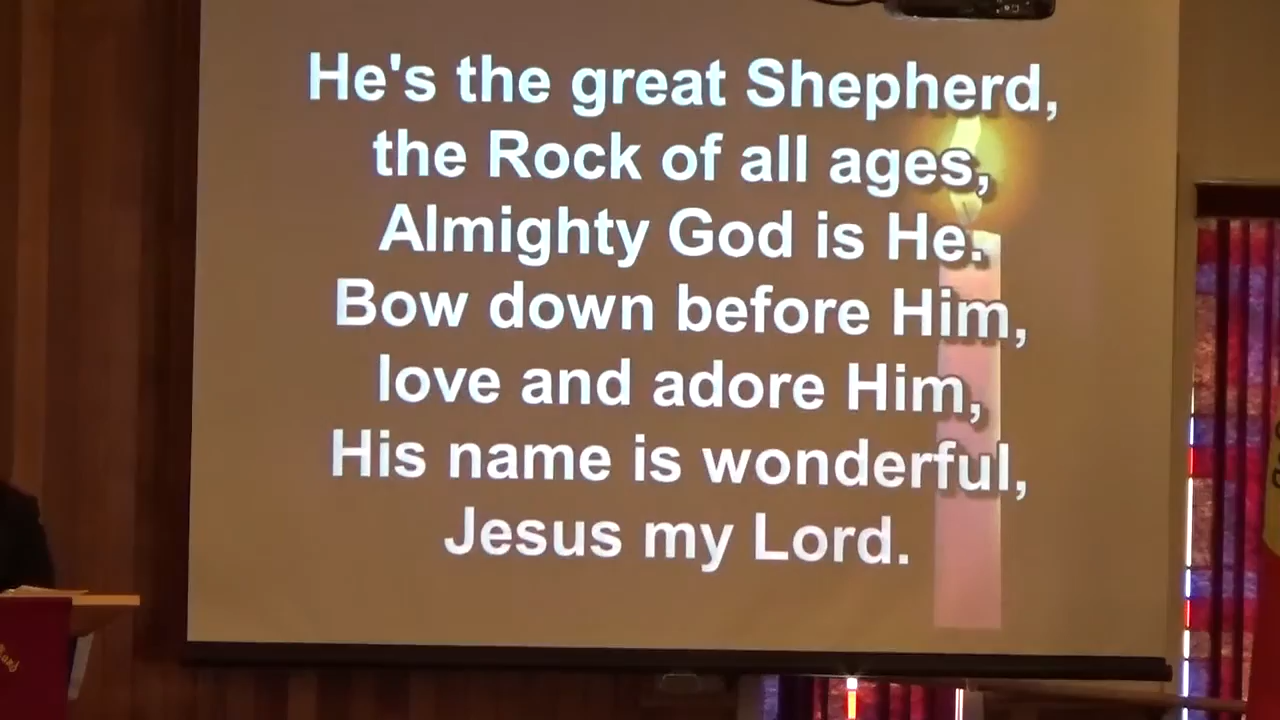 He's the great Shepherd,
the Rock of all ages,
Almighty God is He.
Bow down before Him,
love and adore Him,
His name is wonderful,
Jesus my Lord.